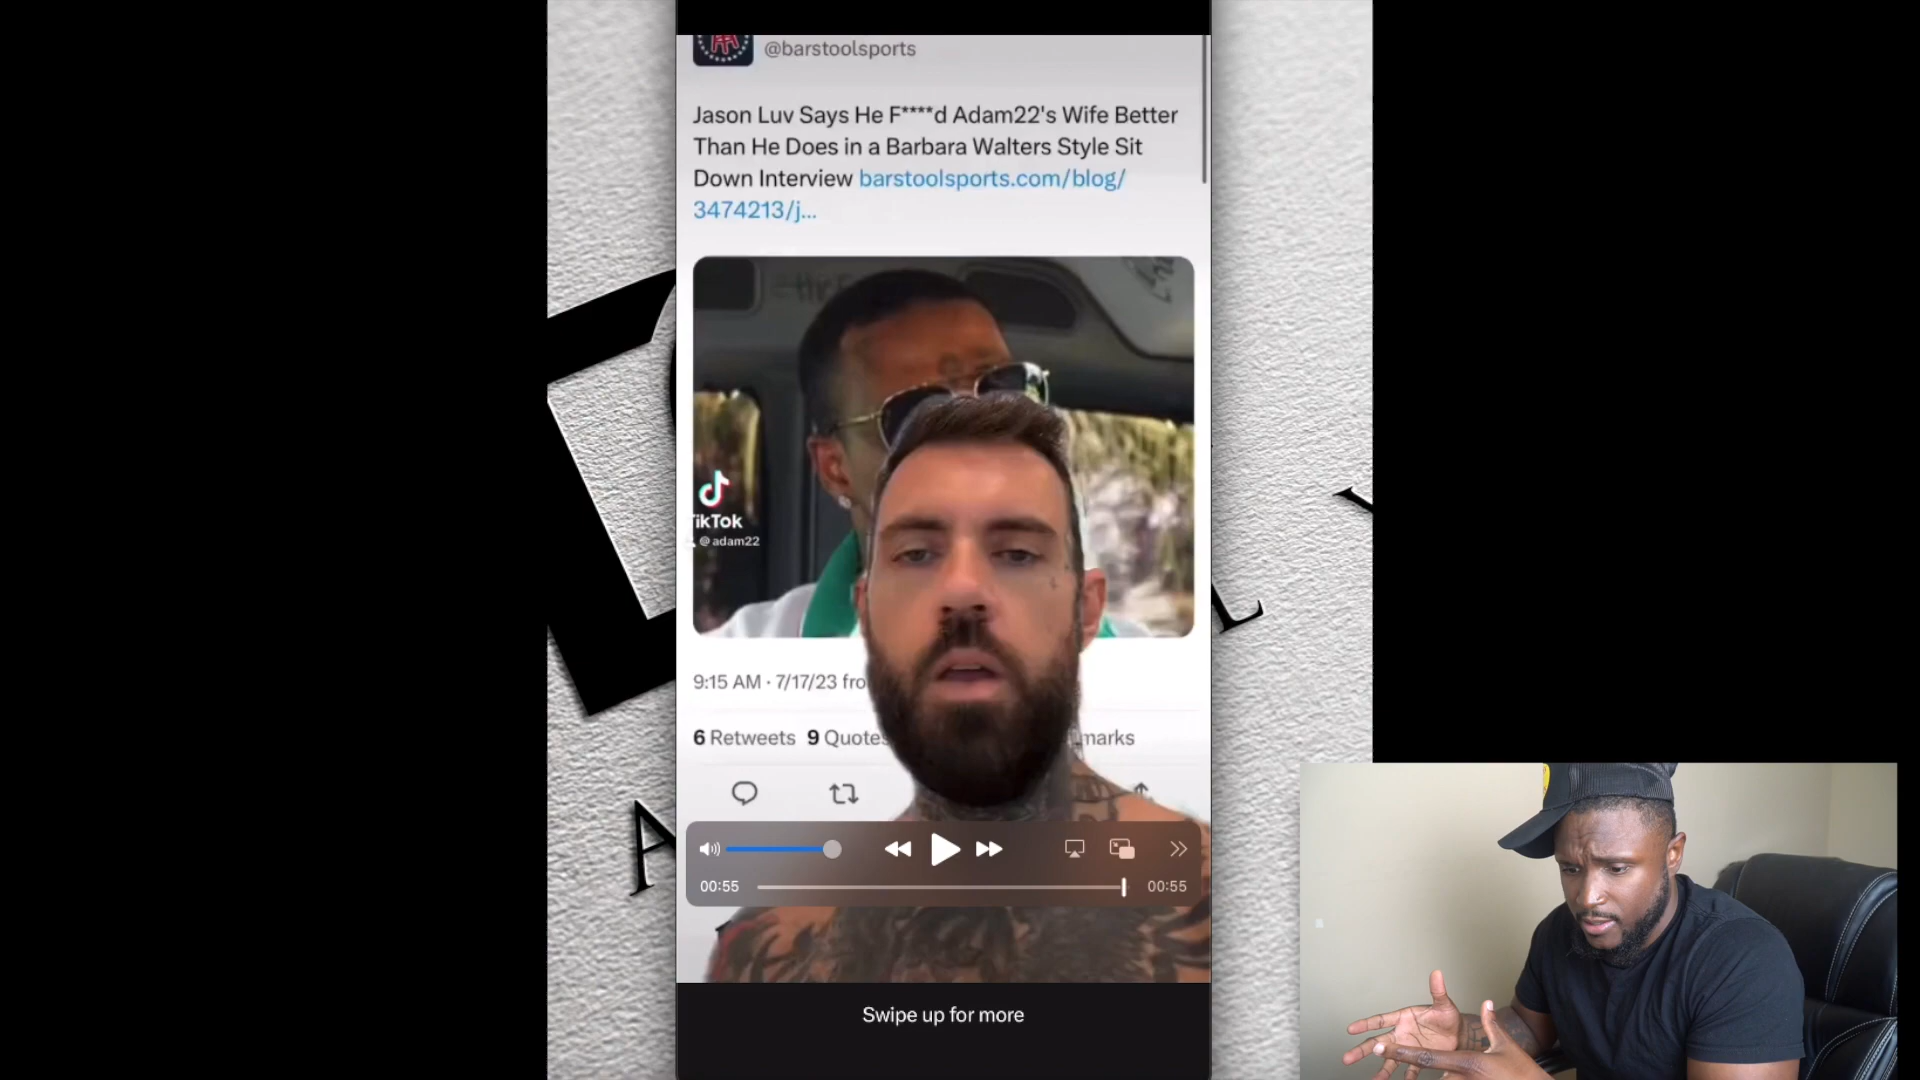 @barstoolsports
Jason Luv Says He F****d Adam22's Wife Better
Than He Does in a Barbara Walters Style Sit
Down Interview barstoolsports.com/blog/
3474213/j...
ikTok
@adam22
9:15 AM · 7/17/23 fro
6 Retweets 9 Quotes
marks
00:55
00:55
Swipe up for more
A
L
Y